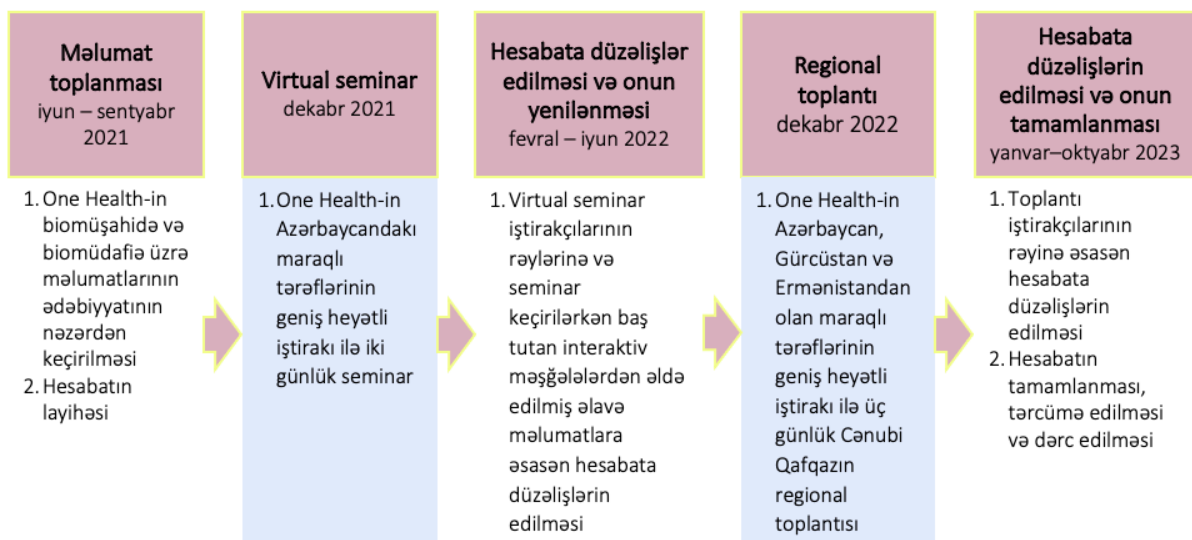 Məlumat
toplanması
iyun – sentyabr
2021
1. One Health-in
biomüşahidə və
biomüdafiə üzrə
məlumatlarının
ədəbiyyatının
nəzərdən
keçirilməsi
2. Hesabatın
layihəsi
Virtual seminar
dekabr 2021
1. One Health-in
Azərbaycandakı
maraqlı
tərəflərinin
geniş heyətli
iştirakı ilə iki
günlük seminar
Hesabata düzəlişlər
edilməsi və onun
yenilənməsi
fevral – iyun 2022
1. Virtual seminar
iştirakçılarının
rəylərinə və
seminar
keçirilərkən baş
tutan interaktiv
məşğələlərdən əldə
edilmiş əlavə
məlumatlara
əsasən hesabata
düzəlişlərin
edilməsi
Regional
toplantı
dekabr 2022
1. One Health-in
Azərbaycan,
Gürcüstan və
Ermənistandan
olan maraqlı
tərəflərinin
geniş heyətli
iştirakı ilə üç
günlük Cənubi
Qafqazın
regional
toplantısı
Hesabata
düzəlişlərin
edilməsi və onun
tamamlanması
yanvar–oktyabr 2023
1. Toplantı
iştirakçılarının
rəyinə əsasən
hesabata
düzəlişlərin
edilməsi
2. Hesabatın
tamamlanması,
tərcümə edilməsi
və dərc edilməsi